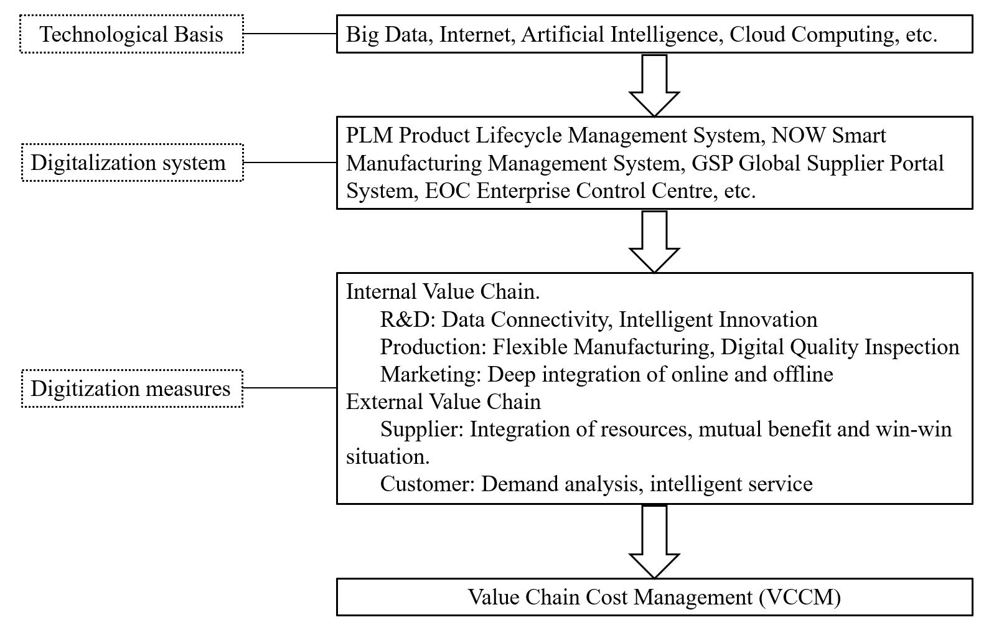 Technological Basis
Big Data, Internet, Artificial Intelligence, Cloud Computing, etc.
Digitalization system
PLM Product Lifecycle Management System, NOW Smart
Manufacturing Management System, GSP Global Supplier Portal
System, EOC Enterprise Control Centre, etc.
Digitization measures
Internal Value Chain.
R&D: Data Connectivity, Intelligent Innovation
Production: Flexible Manufacturing, Digital Quality Inspection
Marketing: Deep integration of online and offline
External Value Chain
Supplier: Integration of resources, mutual benefit and win-win
situation.
Customer: Demand analysis, intelligent service
Value Chain Cost Management (VCCM)